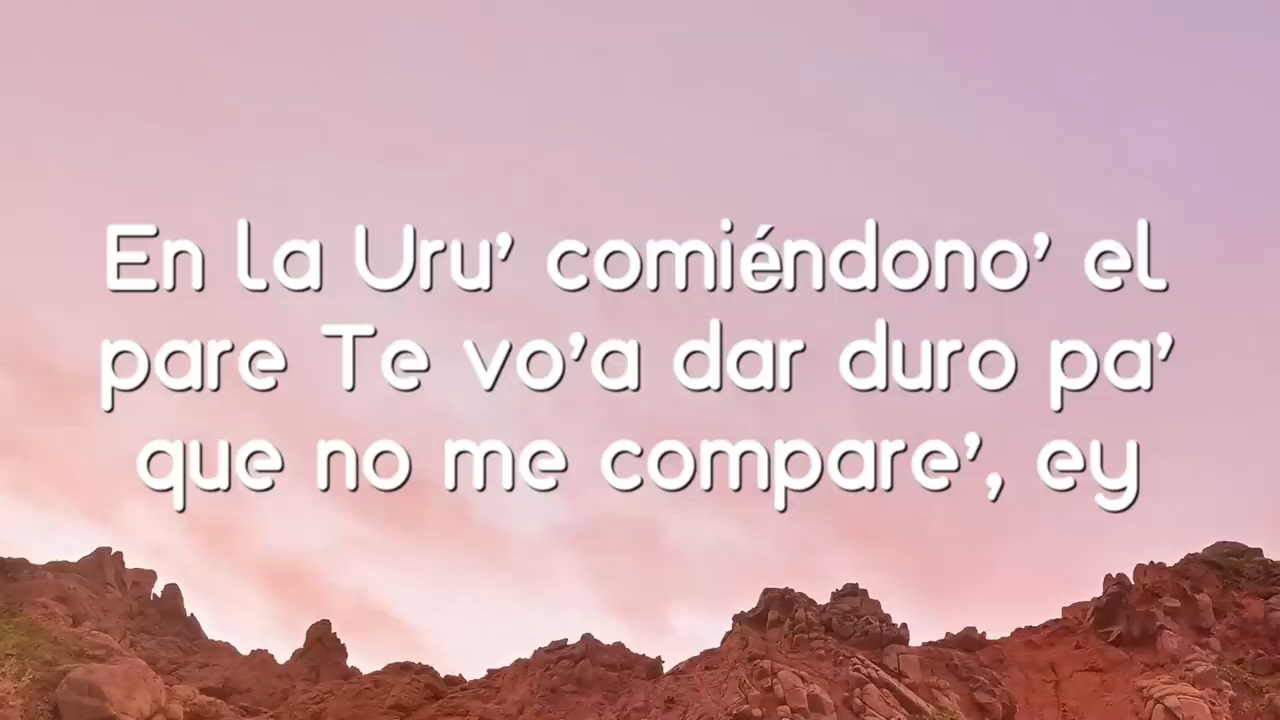 En la Uru' comiéndono' el
pare Te vo'a dar duro pa'
que no me compare', ey